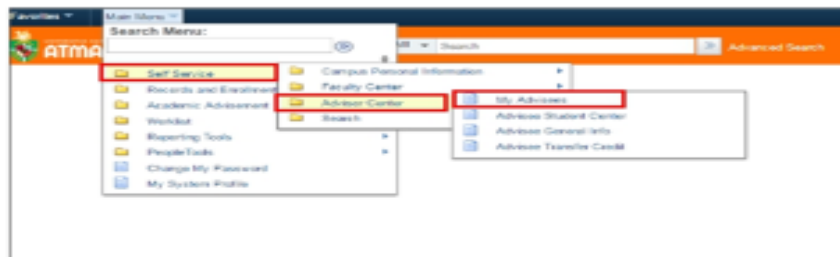 Favorites Main Menu
Search Menu:
ATMA All Search Advanced Search
Self Service
Records and Enrollment
Academic Advisement
Worklist
Reporting Tools
PeopleTools
Change My Password
My System Profile
Campus Personal Information
Faculty Center
Advisor Center
Search
My Advisees
Advisee Student Center
Advisee General Info
Advisee Transfer Credit